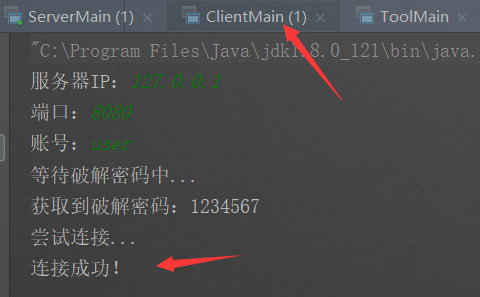 ServerMain (1) × ClientMain (1) × ToolMain
"C:\Program Files\Java\jdk1.8.0_121\bin\java.
服务器IP：127.0.0.1
端口：8080
账号：user
等待破解密码中...
获取到破解密码：1234567
尝试连接...
连接成功！